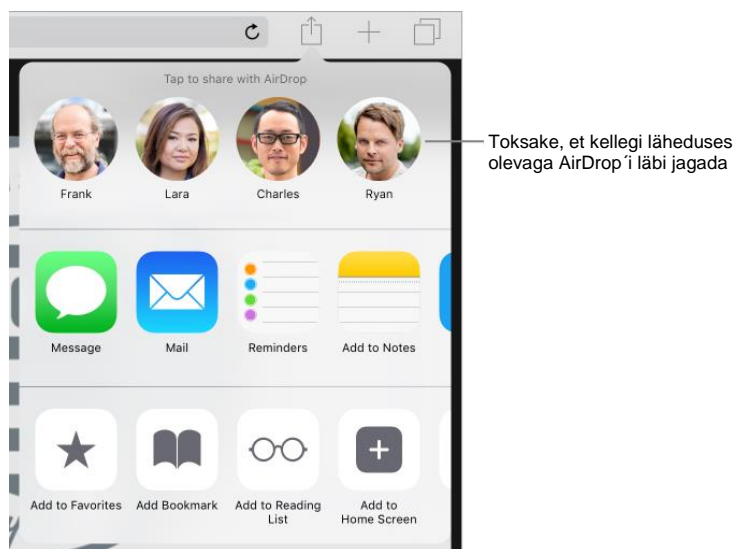 Tap to share with AirDrop
Frank
Lara
Charles
Ryan
Toksake, et kellegi läheduses
olevaga AirDrop´i läbi jagada
Message
Mail
Reminders
Add to Notes
Add to Favorites
Add Bookmark
Add to Reading
List
Add to
Home Screen